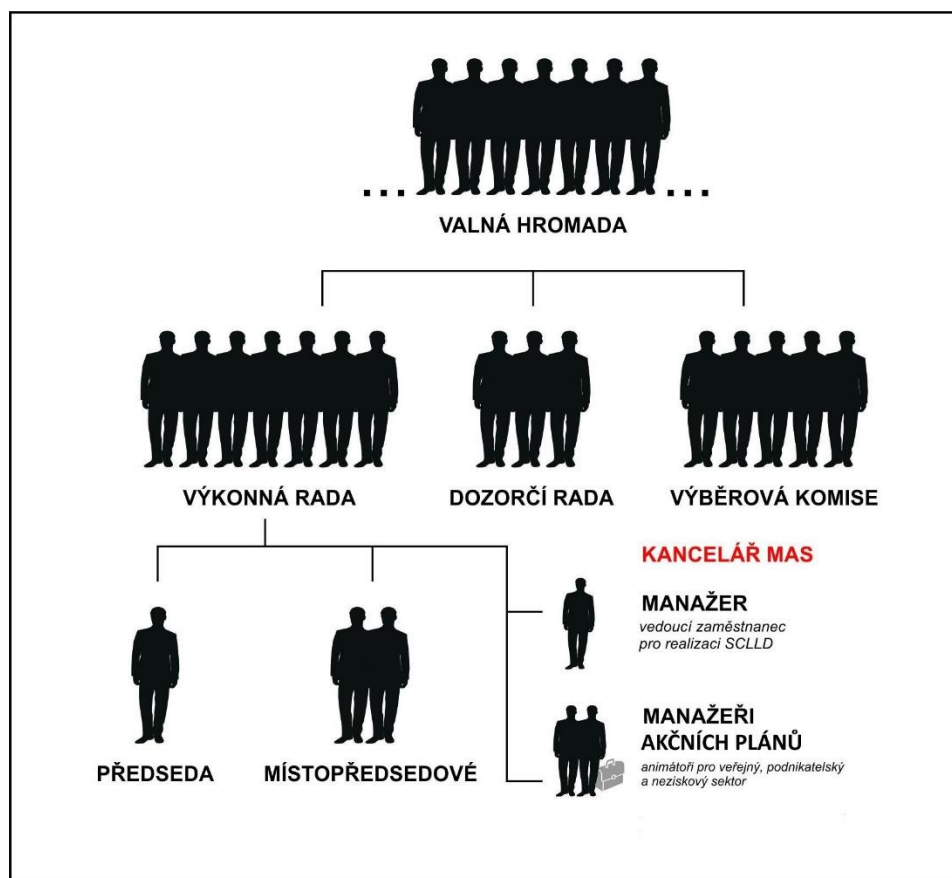 ... ...
VALNÁ HROMADA
VÝKONNÁ RADA
DOZORČÍ RADA
VÝBĚROVÁ KOMISE
KANCELÁŘ MAS
MANAŽER
vedoucí zaměstnanec
pro realizaci SCLLD
MANAŽEŘI
AKČNÍCH PLÁNŮ
animátoři pro veřejný, podnikatelský
a neziskový sektor
PŘEDSEDA
MÍSTOPŘEDSEDOVÉ